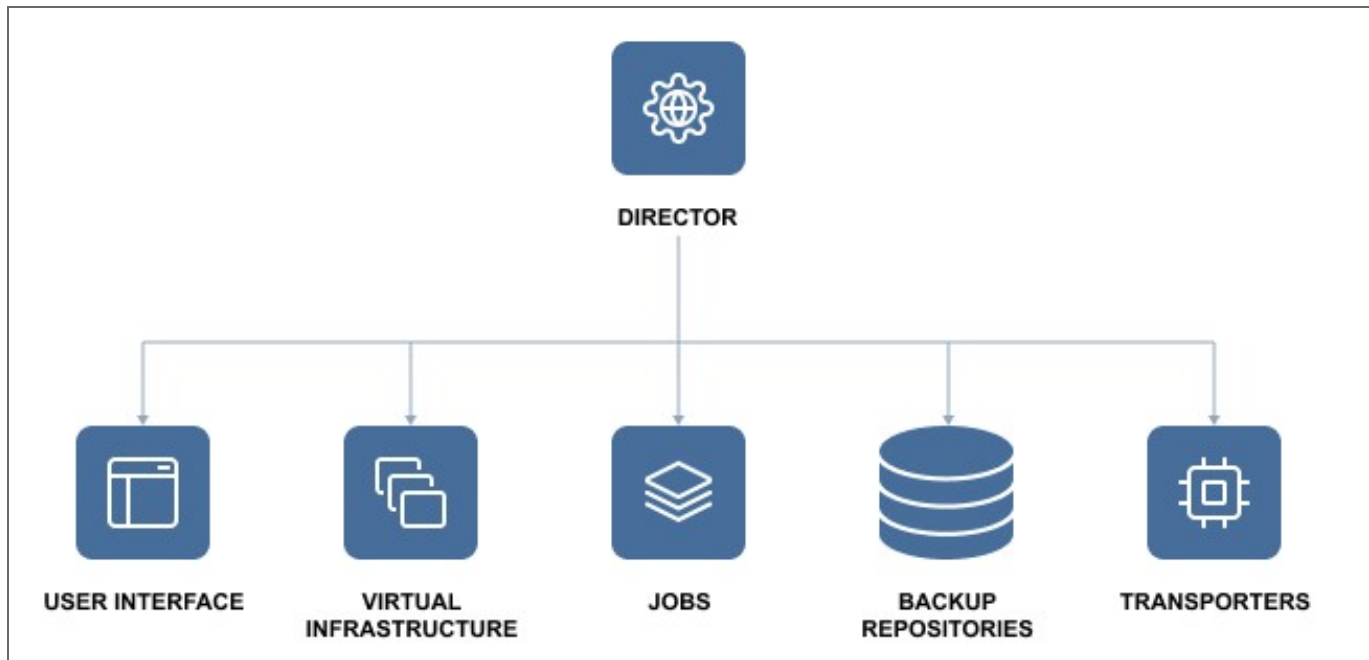 DIRECTOR
USER INTERFACE
VIRTUAL
INFRASTRUCTURE
JOBS
BACKUP
REPOSITORIES
TRANSPORTERS